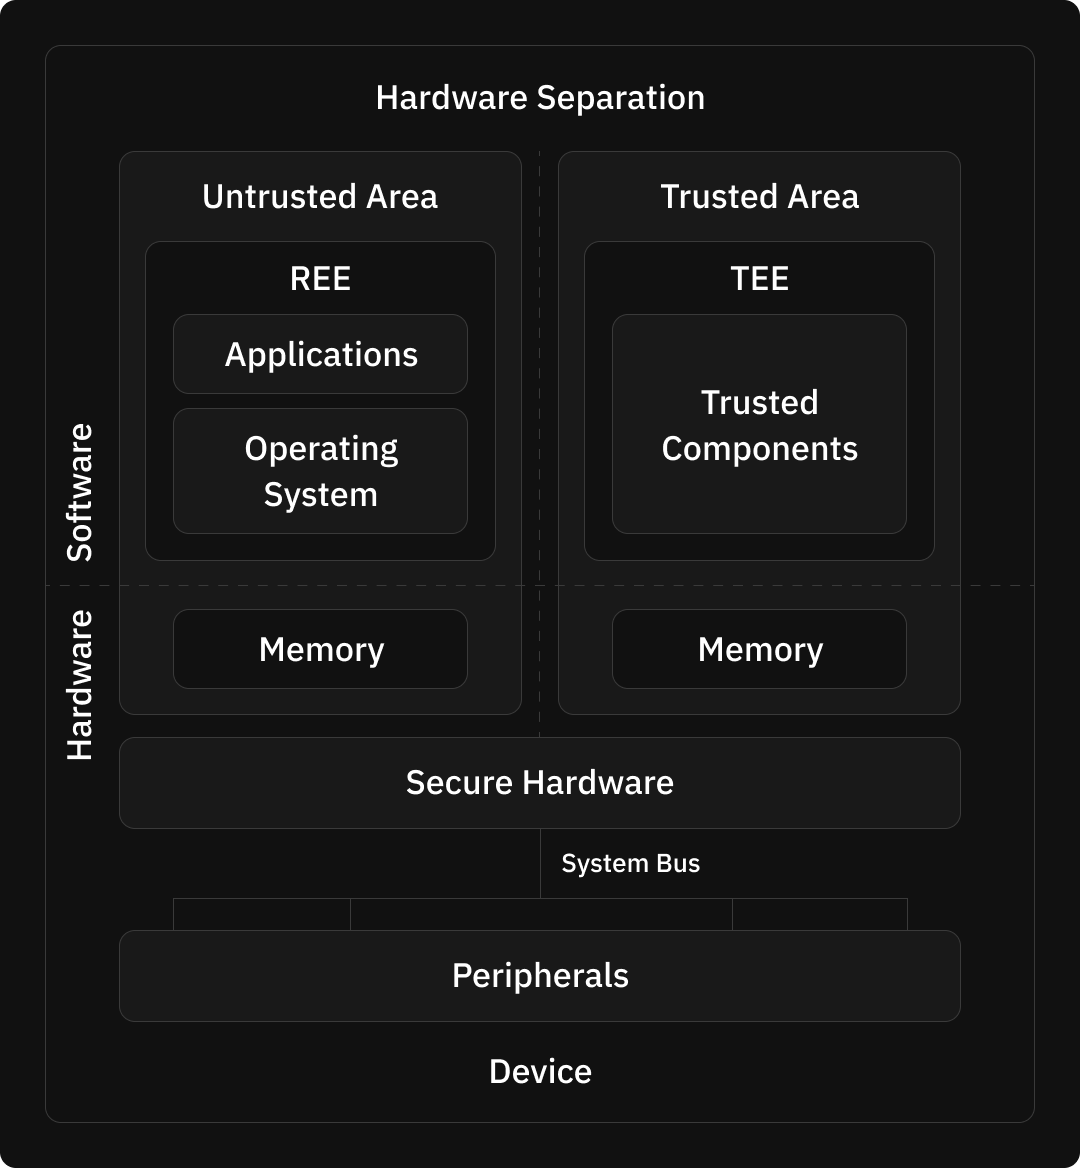 Hardware Separation
Untrusted Area
REE
Applications
Operating
System
Memory
Trusted Area
TEE
Trusted
Components
Memory
Software
Hardware
Secure Hardware
System Bus
Peripherals
Device